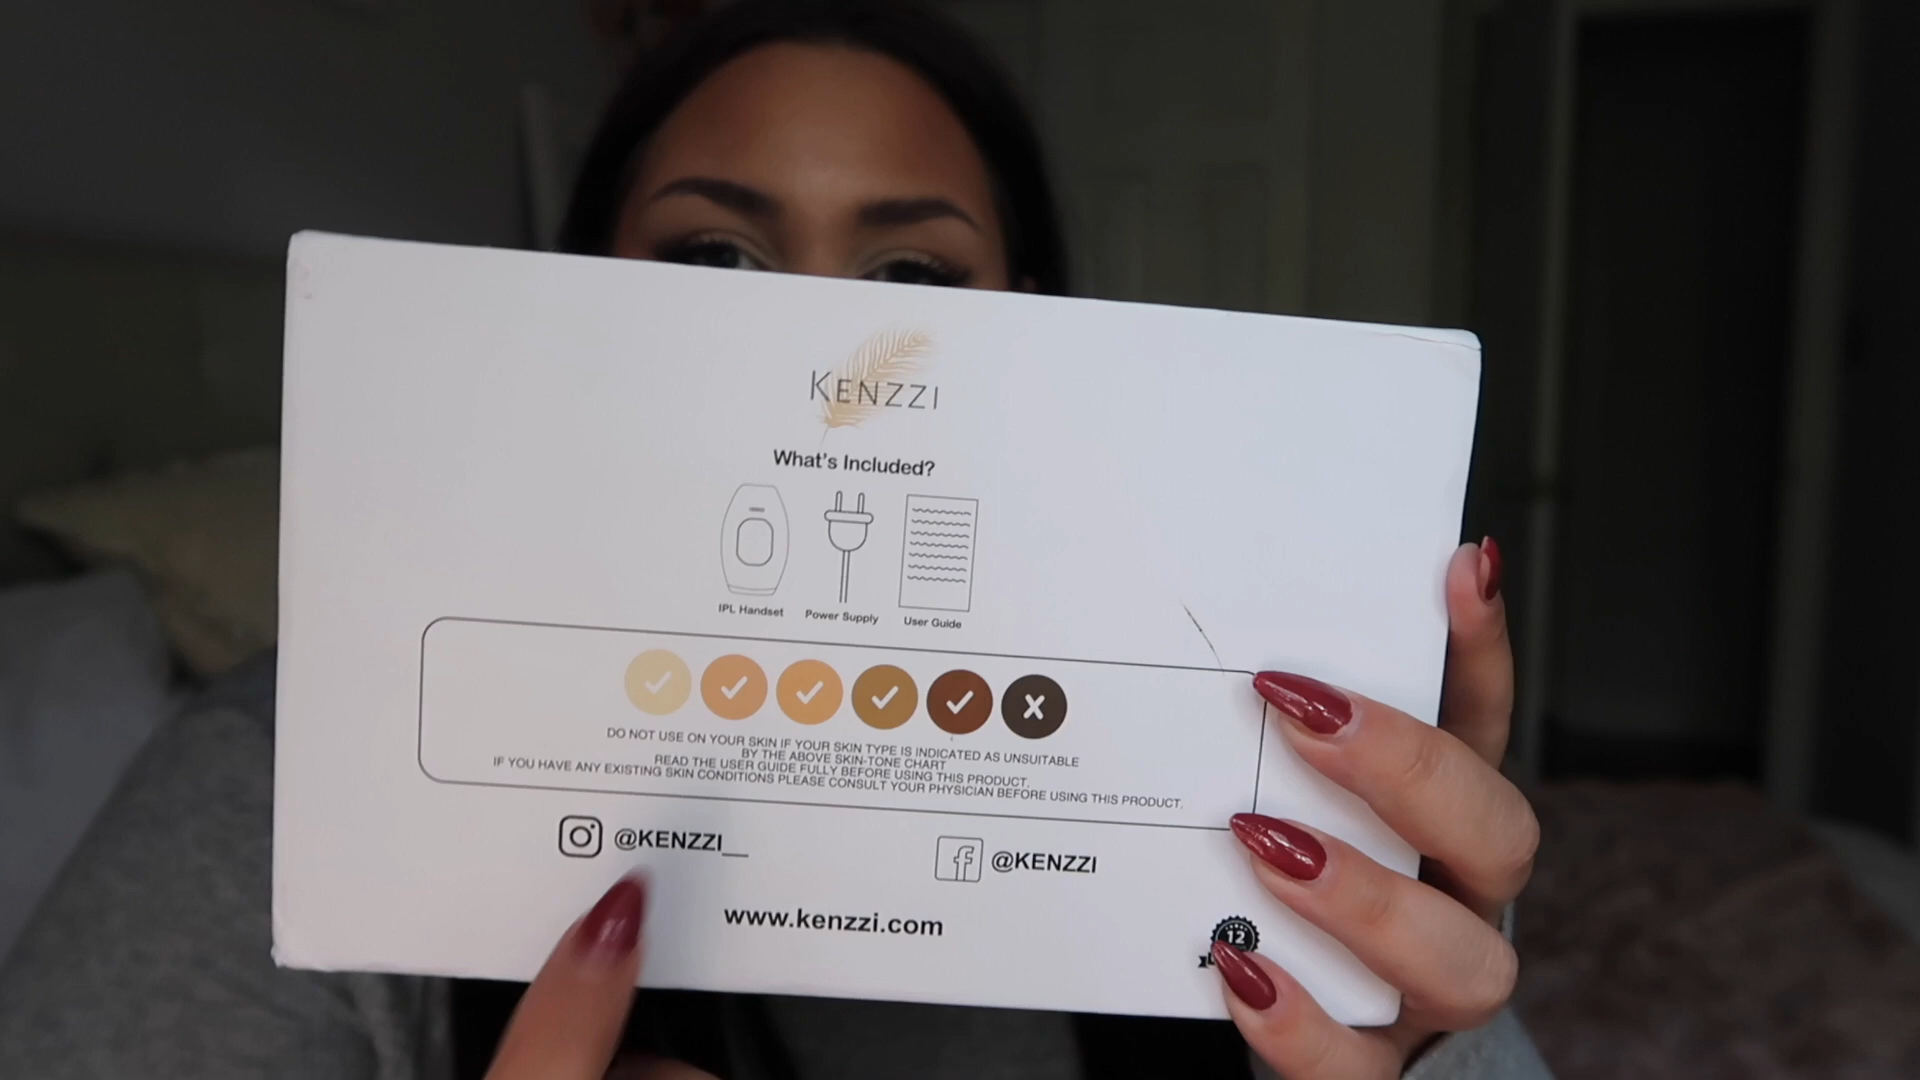 KENZZI
What's Included?
IPL Handset Power Supply User Guide
DO NOT USE ON YOUR SKIN IF YOUR SKIN TYPE IS INDICATED AS UNSUITABLE
BY THE ABOVE SKIN-TONE CHART
READ THE USER GUIDE FULLY BEFORE USING THIS PRODUCT.
IF YOU HAVE ANY EXISTING SKIN CONDITIONS PLEASE CONSULT YOUR PHYSICIAN BEFORE USING THIS PRODUCT.
@KENZZI__ @KENZZI
www.kenzzi.com
12